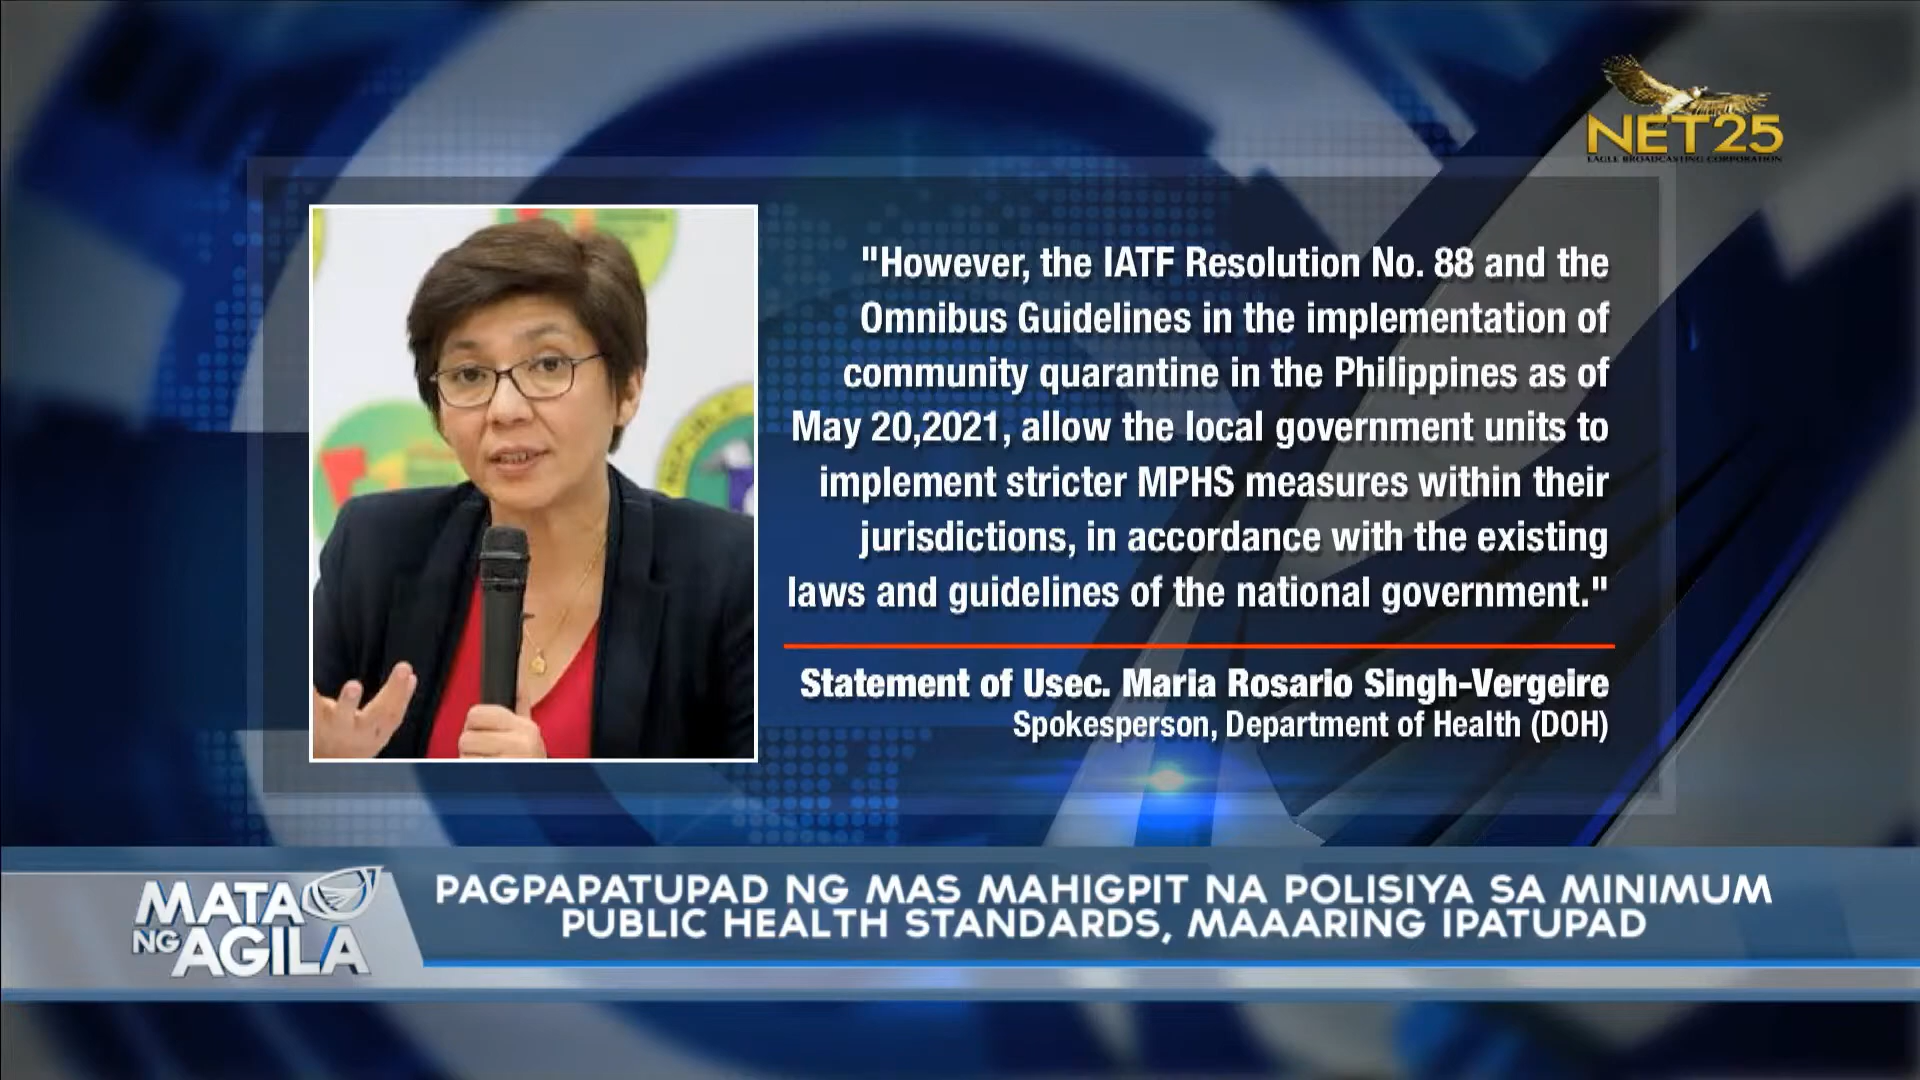 NET25
EAGLE BROADCASTING CORPORATION
"However, the IATF Resolution No. 88 and the
Omnibus Guidelines in the implementation of
community quarantine in the Philippines as of
May 20,2021, allow the local government units to
implement stricter MPHS measures within their
jurisdictions, in accordance with the existing
laws and guidelines of the national government."
Statement of Usec. Maria Rosario Singh-Vergeire
Spokesperson, Department of Health (DOH)
MATA
NG AGILA
PAGPAPATUPAD NG MAS MAHIGPIT NA POLISIYA SA MINIMUM
PUBLIC HEALTH STANDARDS, MAAARING IPATUPAD